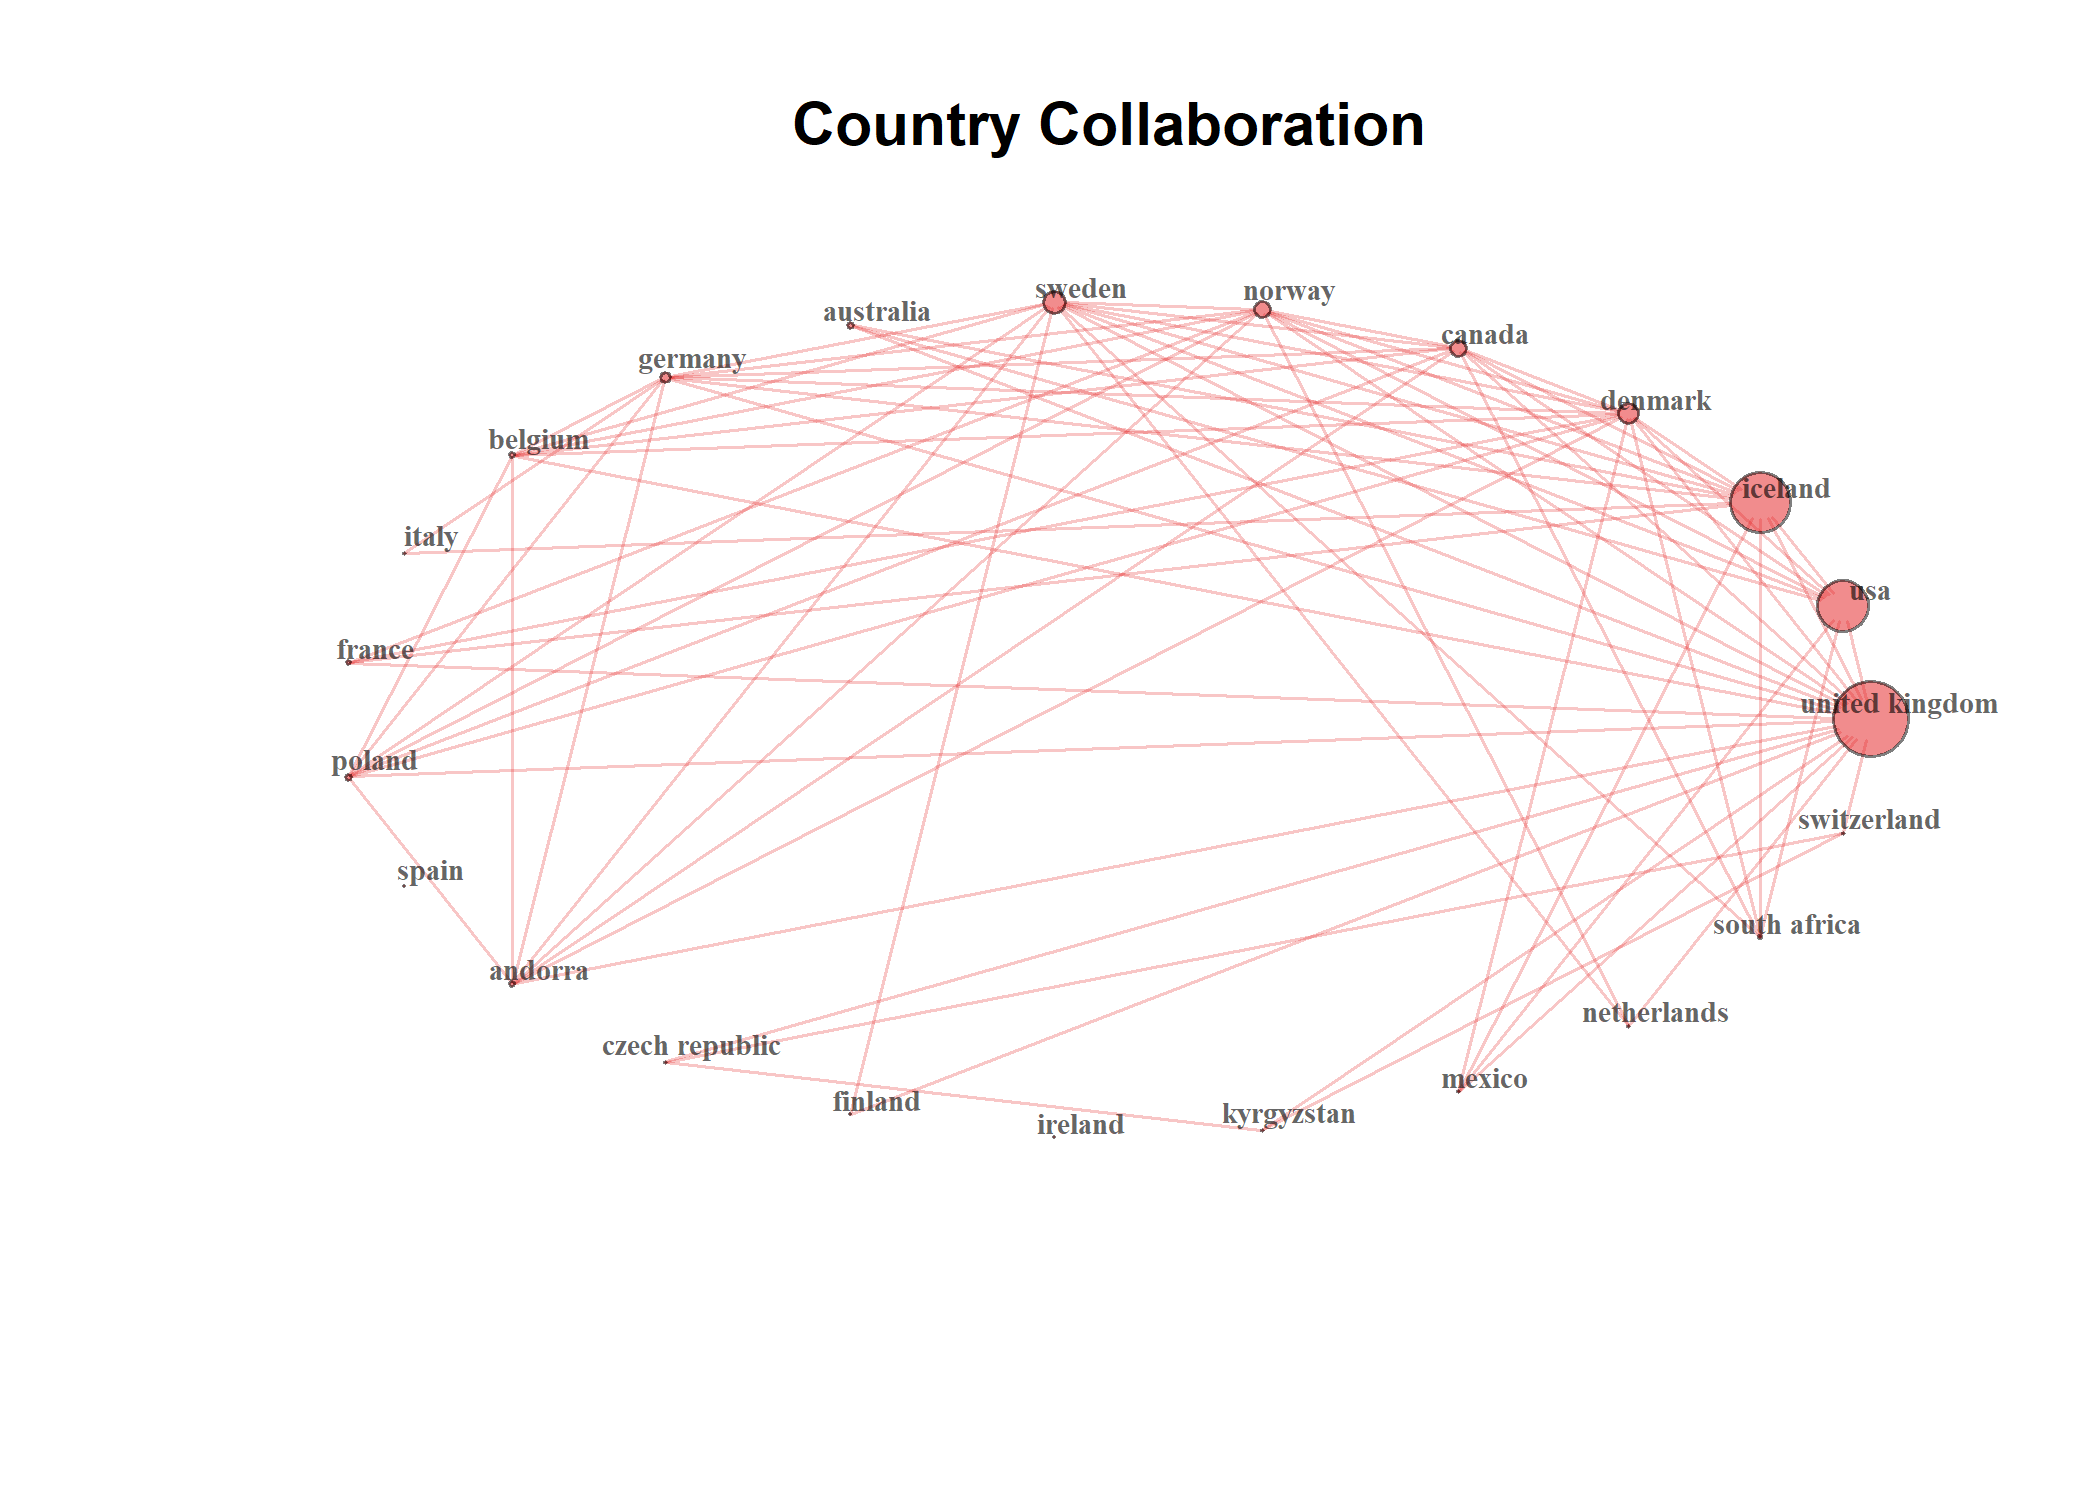 Country Collaboration
sweden
norway
australia
canada
germany
denmark
belgium
iceland
italy
usa
france
united kingdom
poland
switzerland
spain
south africa
andorra
netherlands
czech republic
mexico
finland
kyrgyzstan
ireland